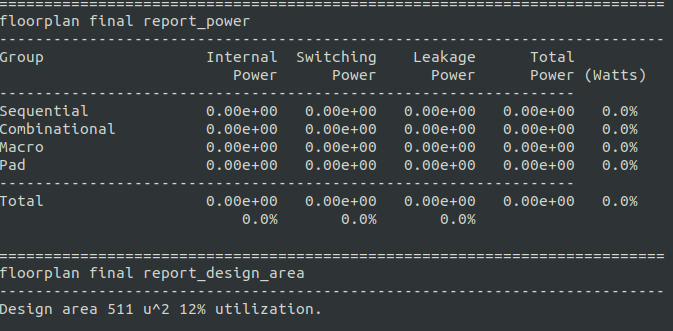 ==========================================================================
floorplan final report_power
--------------------------------------------------------------------------
Group                  Internal  Switching    Leakage      Total
                          Power      Power      Power      Power (Watts)
----------------------------------------------------------------
Sequential             0.00e+00   0.00e+00   0.00e+00   0.00e+00   0.0%
Combinational          0.00e+00   0.00e+00   0.00e+00   0.00e+00   0.0%
Macro                  0.00e+00   0.00e+00   0.00e+00   0.00e+00   0.0%
Pad                    0.00e+00   0.00e+00   0.00e+00   0.00e+00   0.0%
----------------------------------------------------------------
Total                  0.00e+00   0.00e+00   0.00e+00   0.00e+00   0.0%
                           0.0%       0.0%       0.0%
==========================================================================
floorplan final report_design_area
--------------------------------------------------------------------------
Design area 511 u^2 12% utilization.